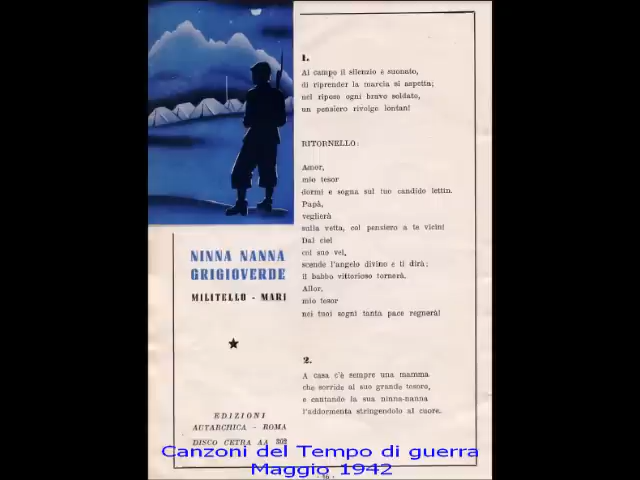 1.
Al campo il silenzio è suonato,
di riprender la marcia si aspetta;
nel riposo ogni bravo soldato,
un pensiero rivolge lontan!
RITORNELLO:
Amor,
mio tesor
dormi e sogna sul tuo candido lettin.
Papà,
veglierà
sulla vetta, col pensiero a te vicin!
Dal ciel
coi suo vel,
scende l'angelo divino e ti dirà:
il babbo vittorioso tornerà.
Allor,
mio tesor
nei tuoi sogni tanta pace regnerà!
2.
A casa c'è sempre una mamma
che sorride al suo grande tesoro,
e cantando la sua ninna-nanna
l'addormenta stringendolo al cuore.
NINNA NANNA
GRIGIOVERDE
MILITELLO - MARI
EDIZIONI
AUTARCHICA - ROMA
DISCO CETRA AA 302
Canzoni del Tempo di guerra
Maggio 1942